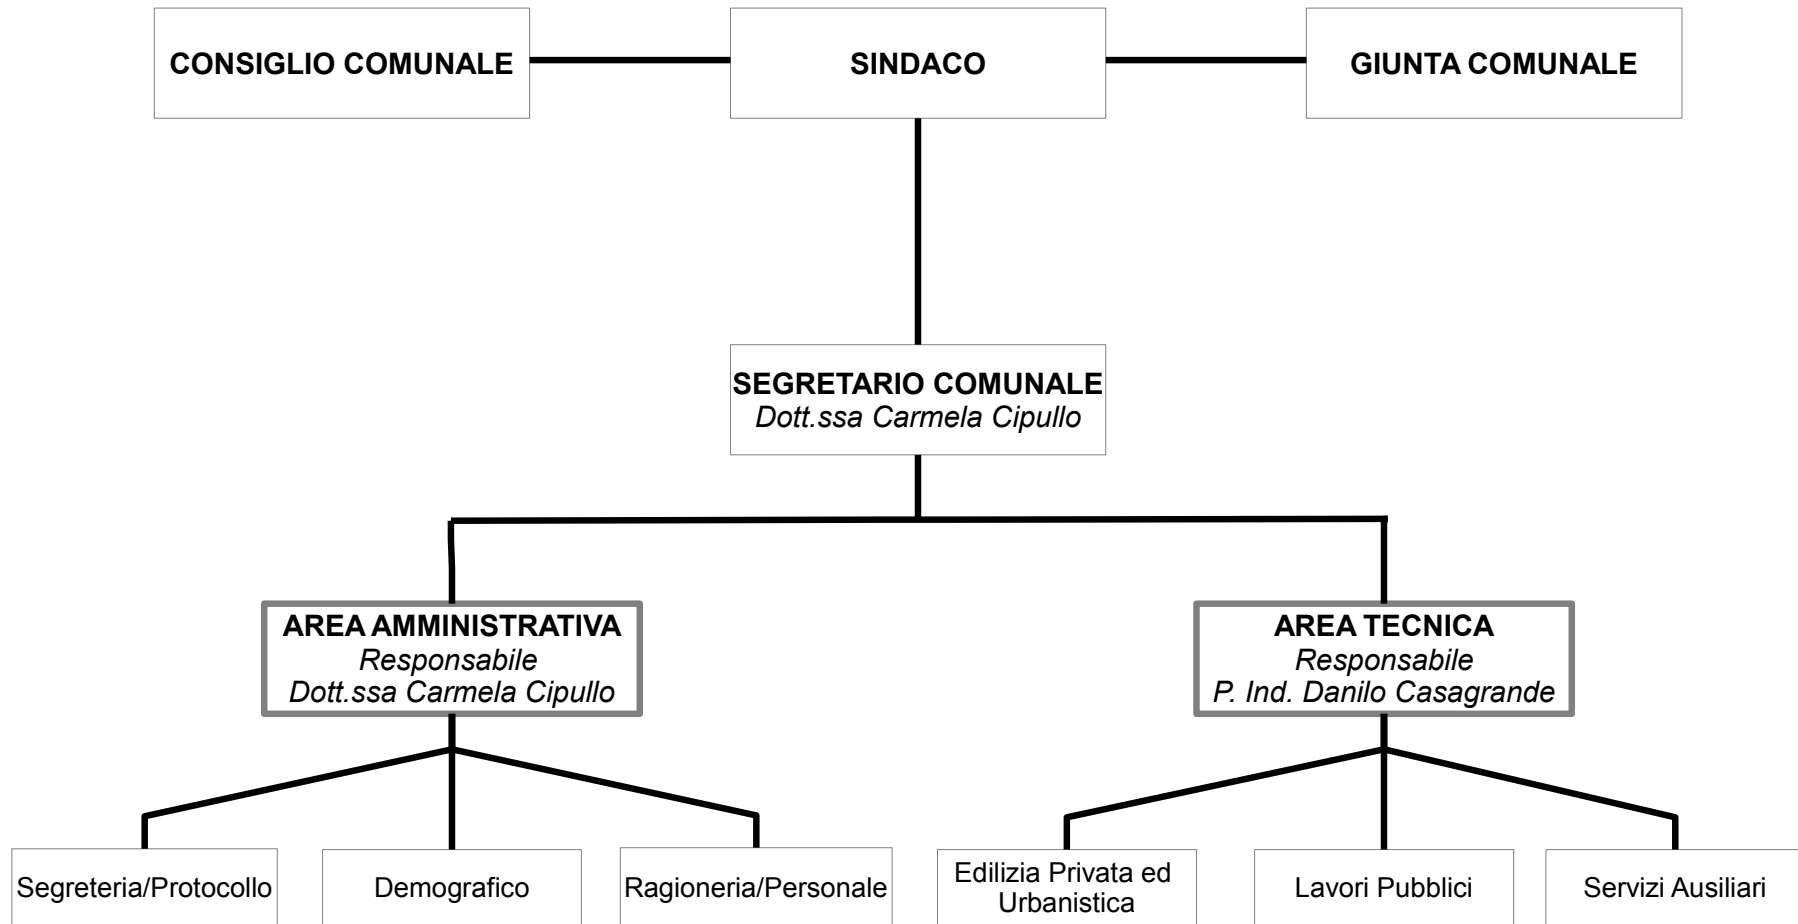 CONSIGLIO COMUNALE
SINDACO
GIUNTA COMUNALE
SEGRETARIO COMUNALE
Dott.ssa Carmela Cipullo
AREA AMMINISTRATIVA
Responsabile
Dott.ssa Carmela Cipullo
AREA TECNICA
Responsabile
P. Ind. Danilo Casagrande
Segreteria/Protocollo
Demografico
Ragioneria/Personale
Edilizia Privata ed
Urbanistica
Lavori Pubblici
Servizi Ausiliari